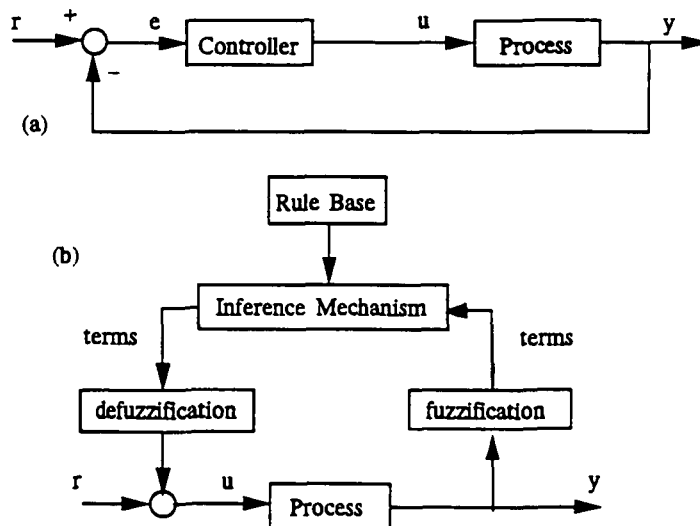 r + e Controller u Process y
−
(a)
Rule Base
(b)
Inference Mechanism
terms terms
defuzzification fuzzification
r u Process y